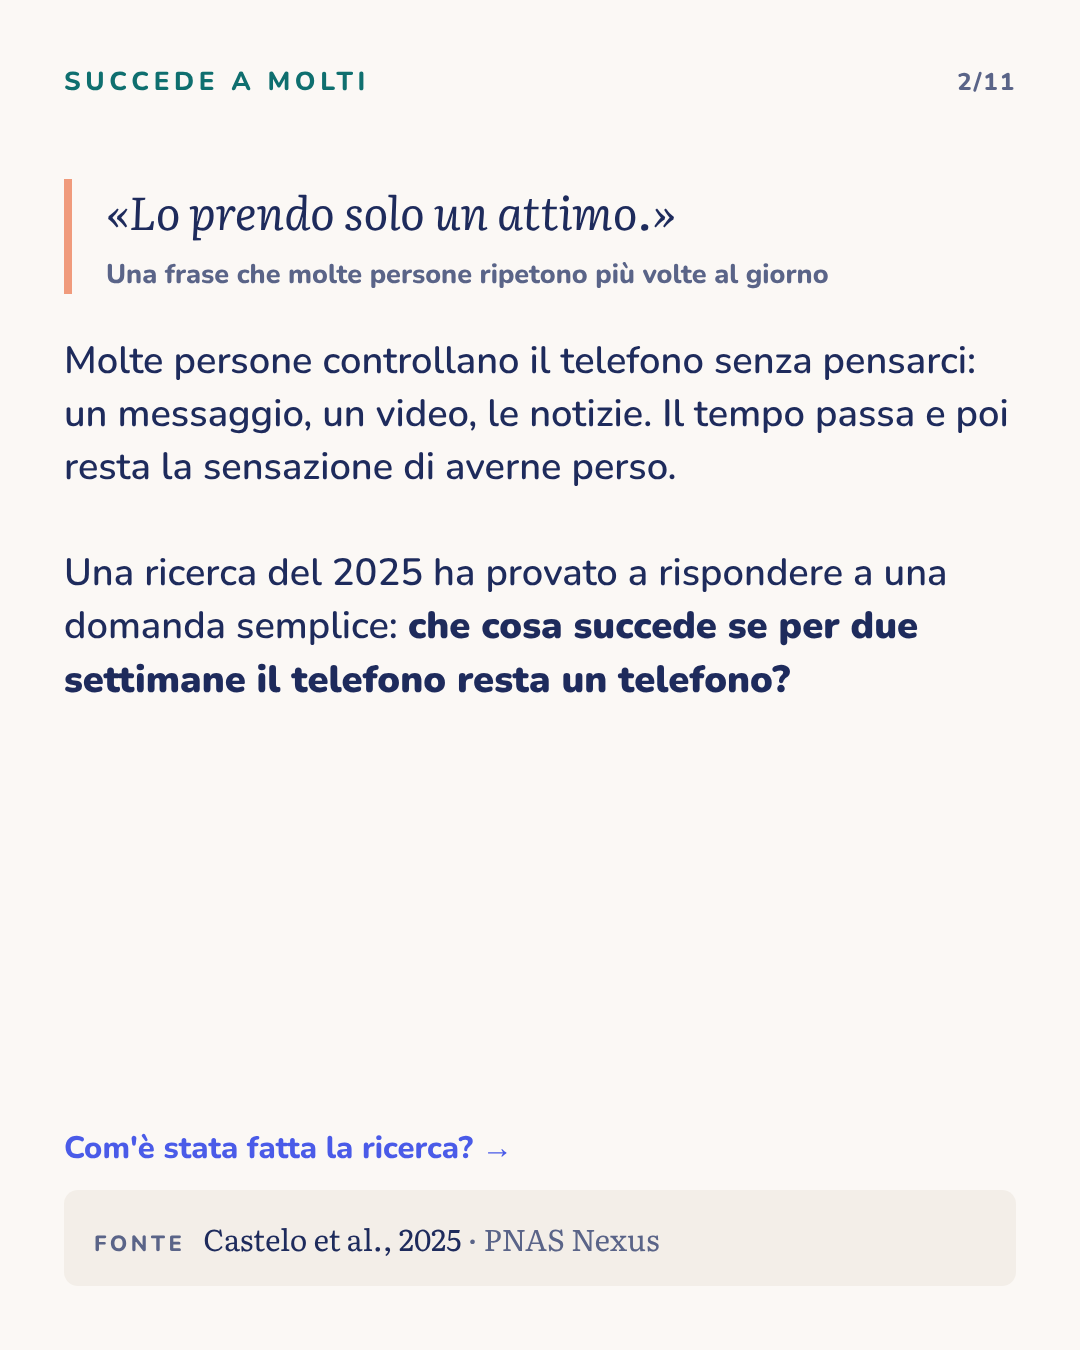 SUCCEDE A MOLTI
2/11
«Lo prendo solo un attimo.»
Una frase che molte persone ripetono più volte al giorno
Molte persone controllano il telefono senza pensarci:
un messaggio, un video, le notizie. Il tempo passa e poi
resta la sensazione di averne perso.
Una ricerca del 2025 ha provato a rispondere a una
domanda semplice: che cosa succede se per due
settimane il telefono resta un telefono?
Com'è stata fatta la ricerca? →
FONTE Castelo et al., 2025 · PNAS Nexus